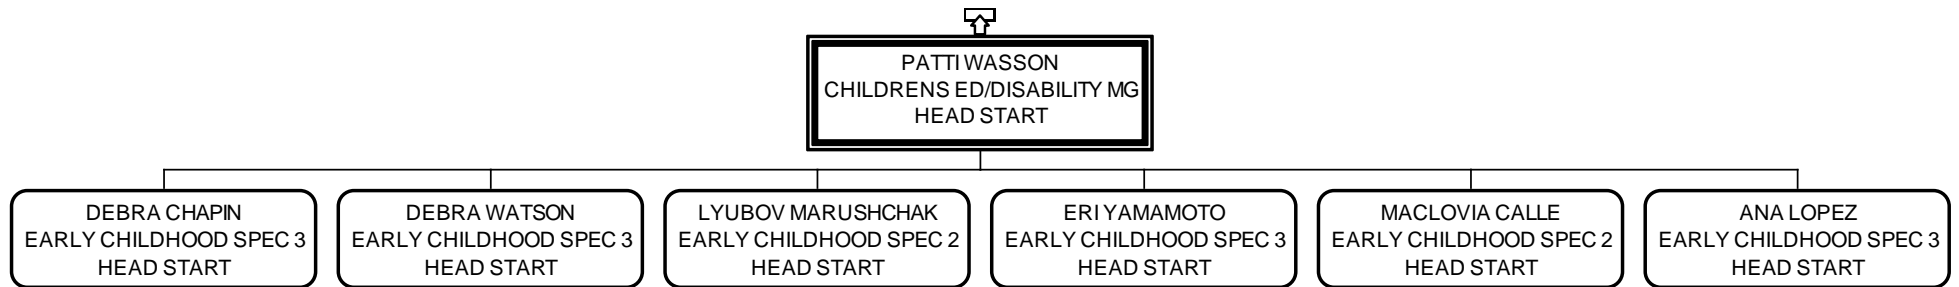 PATTI WASSON
CHILDRENS ED/DISABILITY MG
HEAD START
DEBRA CHAPIN
EARLY CHILDHOOD SPEC 3
HEAD START
DEBRA WATSON
EARLY CHILDHOOD SPEC 3
HEAD START
LYUBOV MARUSHCHAK
EARLY CHILDHOOD SPEC 2
HEAD START
ERI YAMAMOTO
EARLY CHILDHOOD SPEC 3
HEAD START
MACLOVIA CALLE
EARLY CHILDHOOD SPEC 2
HEAD START
ANA LOPEZ
EARLY CHILDHOOD SPEC 3
HEAD START